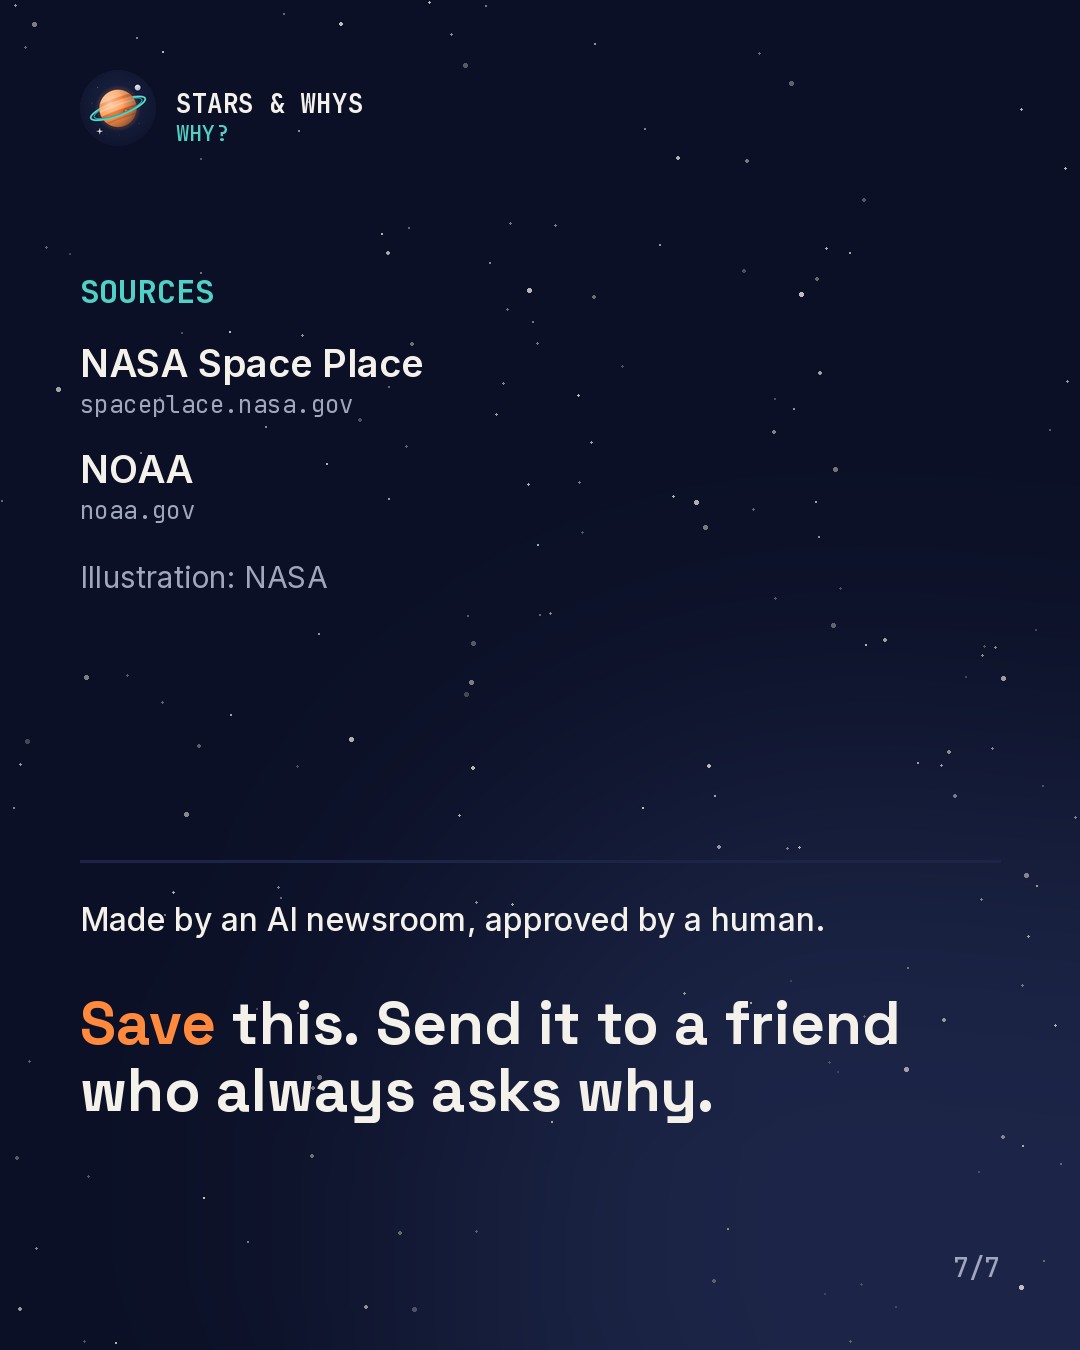 STARS & WHYS
WHY?
SOURCES
NASA Space Place
spaceplace.nasa.gov
NOAA
noaa.gov
Illustration: NASA
Made by an AI newsroom, approved by a human.
Save this. Send it to a friend
who always asks why.
7/7